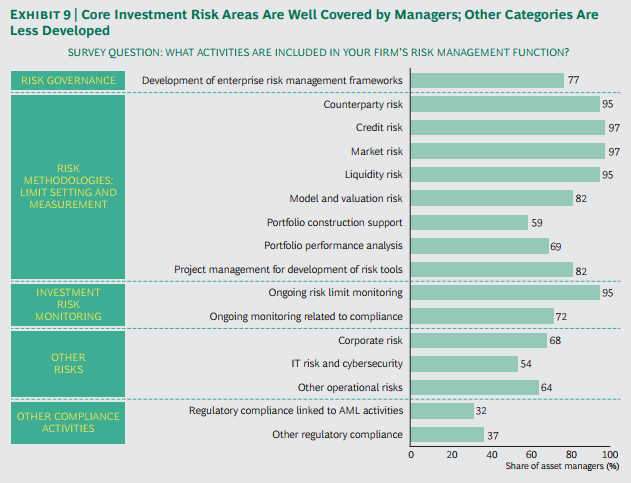 EXHIBIT 9 | Core Investment Risk Areas Are Well Covered by Managers; Other Categories Are
Less Developed
SURVEY QUESTION: WHAT ACTIVITIES ARE INCLUDED IN YOUR FIRM'S RISK MANAGEMENT FUNCTION?
RISK GOVERNANCE
Development of enterprise risk management frameworks 77
RISK
METHODOLOGIES:
LIMIT SETTING AND
MEASUREMENT
Counterparty risk 95
Credit risk 97
Market risk 97
Liquidity risk 95
Model and valuation risk 82
Portfolio construction support 59
Portfolio performance analysis 69
Project management for development of risk tools 82
INVESTMENT
RISK
MONITORING
Ongoing risk limit monitoring 95
Ongoing monitoring related to compliance 72
OTHER
RISKS
Corporate risk 68
IT risk and cybersecurity 54
Other operational risks 64
OTHER COMPLIANCE
ACTIVITIES
Regulatory compliance linked to AML activities 32
Other regulatory compliance 37
0 20 40 60 80 100
Share of asset managers (%)